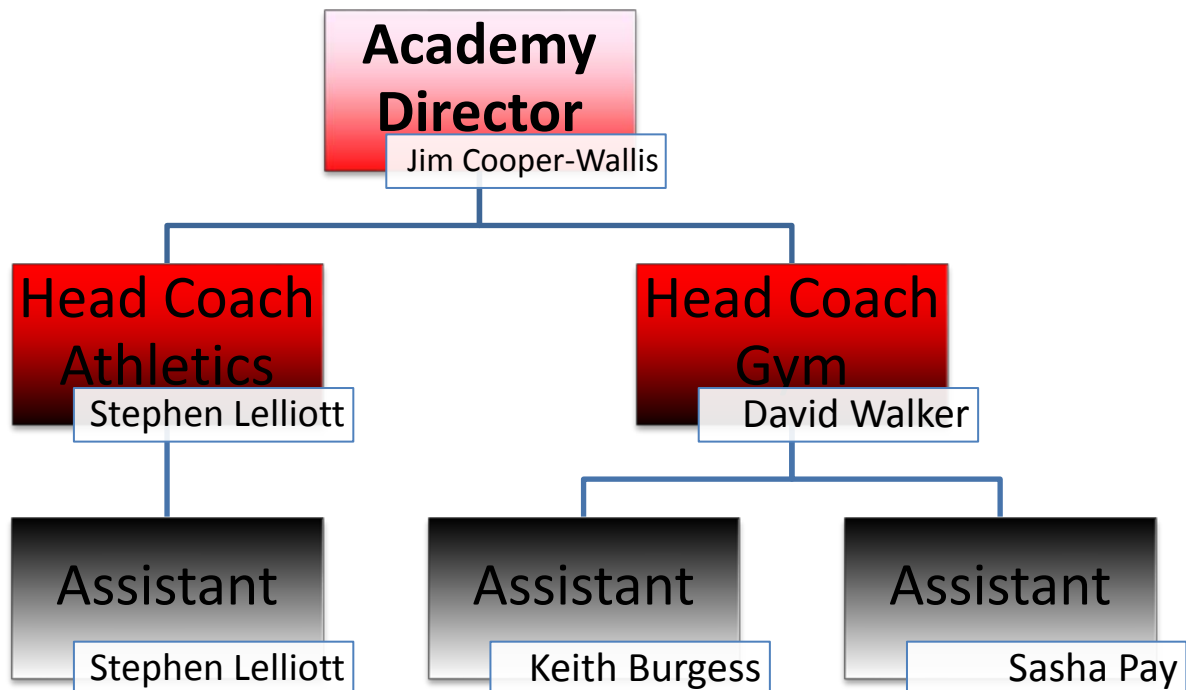 Academy
Director
Jim Cooper-Wallis
Head Coach
Athletics
Stephen Lelliott
Head Coach
Gym
David Walker
Assistant
Stephen Lelliott
Assistant
Keith Burgess
Assistant
Sasha Pay